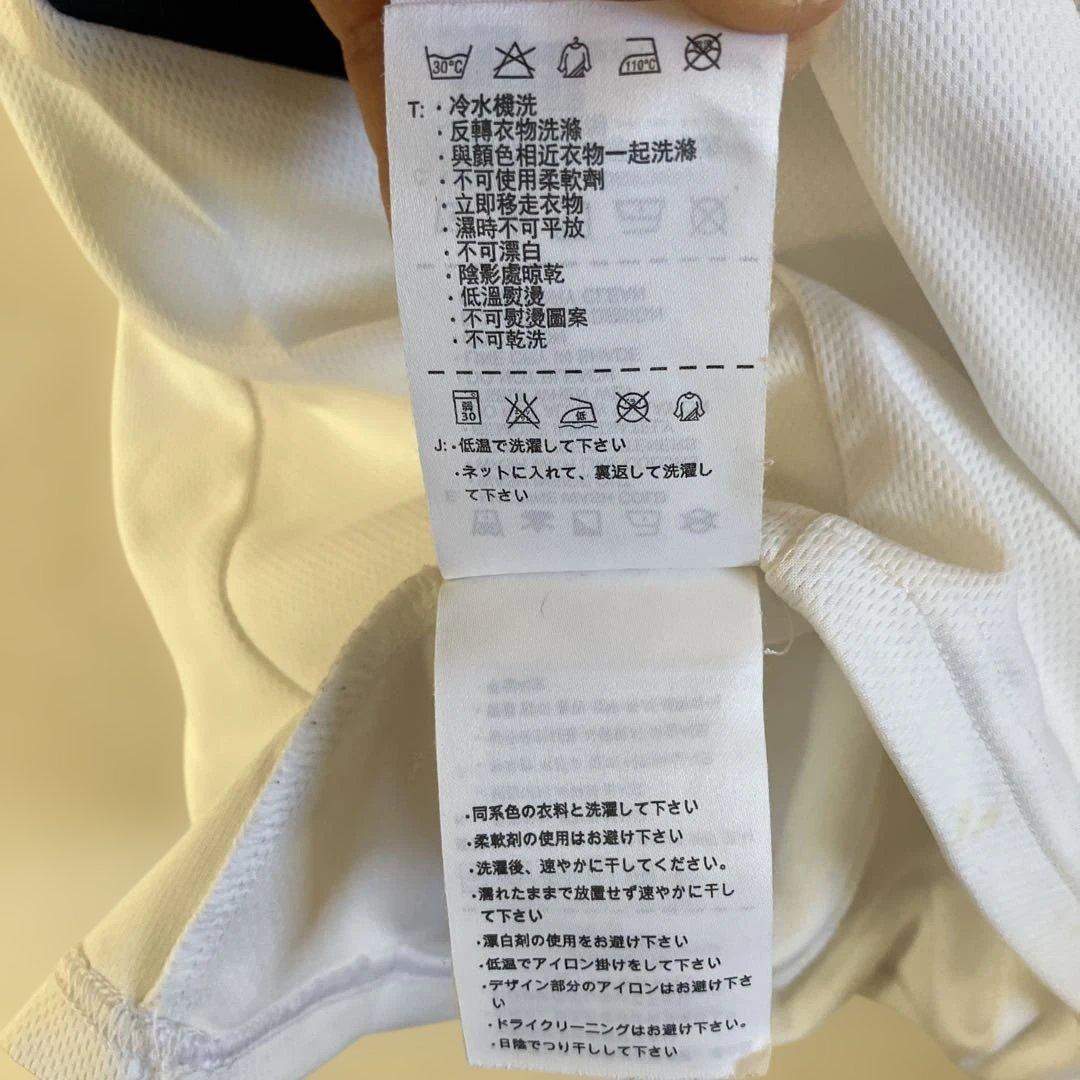 30°C 110°C
T: ・冷水機洗
・反轉衣物洗滌
・與顏色相近衣物一起洗滌
・不可使用柔軟劑
・立即移走衣物
・濕時不可平放
・不可漂白
・陰影處晾乾
・低溫熨燙
・不可熨燙圖案
・不可乾洗
弱 30 低
J: ・低温で洗濯して下さい
・ネットに入れて、裏返して洗濯し
て下さい
・同系色の衣料と洗濯して下さい
・柔軟剤の使用はお避け下さい
・洗濯後、速やかに干してください。
・濡れたままで放置せず速やかに干し
て下さい
・漂白剤の使用をお避け下さい
・低温でアイロン掛けをして下さい
・デザイン部分のアイロンはお避け下さ
い
・ドライクリーニングはお避け下さい。
・日陰でつり干しして下さい